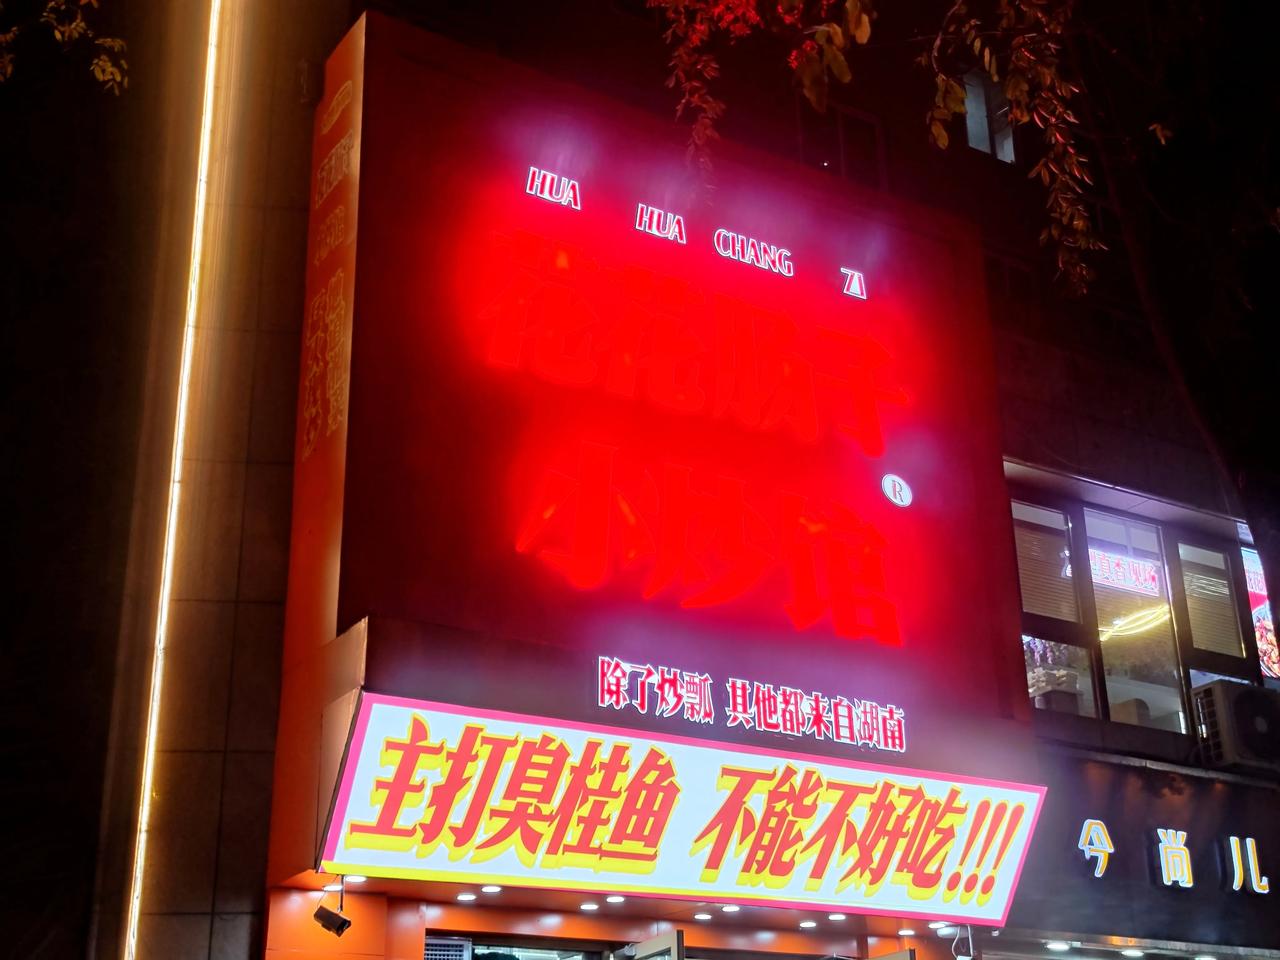 HUA HUA CHANG ZI
花花肠子
小炒馆
®
除了炒瓢 其他都来自湖南
主打臭桂鱼 不能不好吃!!!
今尚儿